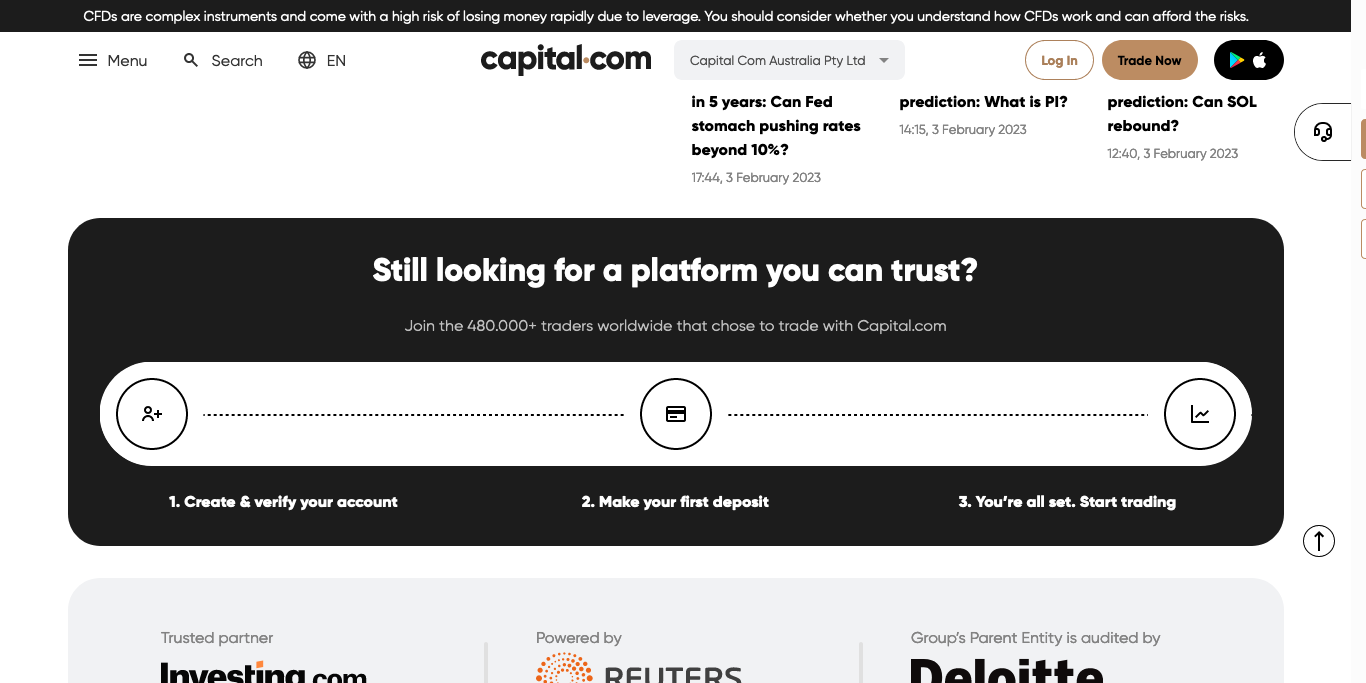 CFDs are complex instruments and come with a high risk of losing money rapidly due to leverage. You should consider whether you understand how CFDs work and can afford the risks.
Menu
Search
EN
capital.com
Capital Com Australia Pty Ltd
Log In
Trade Now
in 5 years: Can Fed
stomach pushing rates
beyond 10%?
17:44, 3 February 2023
prediction: What is PI?
14:15, 3 February 2023
prediction: Can SOL
rebound?
12:40, 3 February 2023
Still looking for a platform you can trust?
Join the 480.000+ traders worldwide that chose to trade with Capital.com
1. Create & verify your account
2. Make your first deposit
3. You’re all set. Start trading
Trusted partner
Investing.com
Powered by
REUTERS
Group’s Parent Entity is audited by
Deloitte